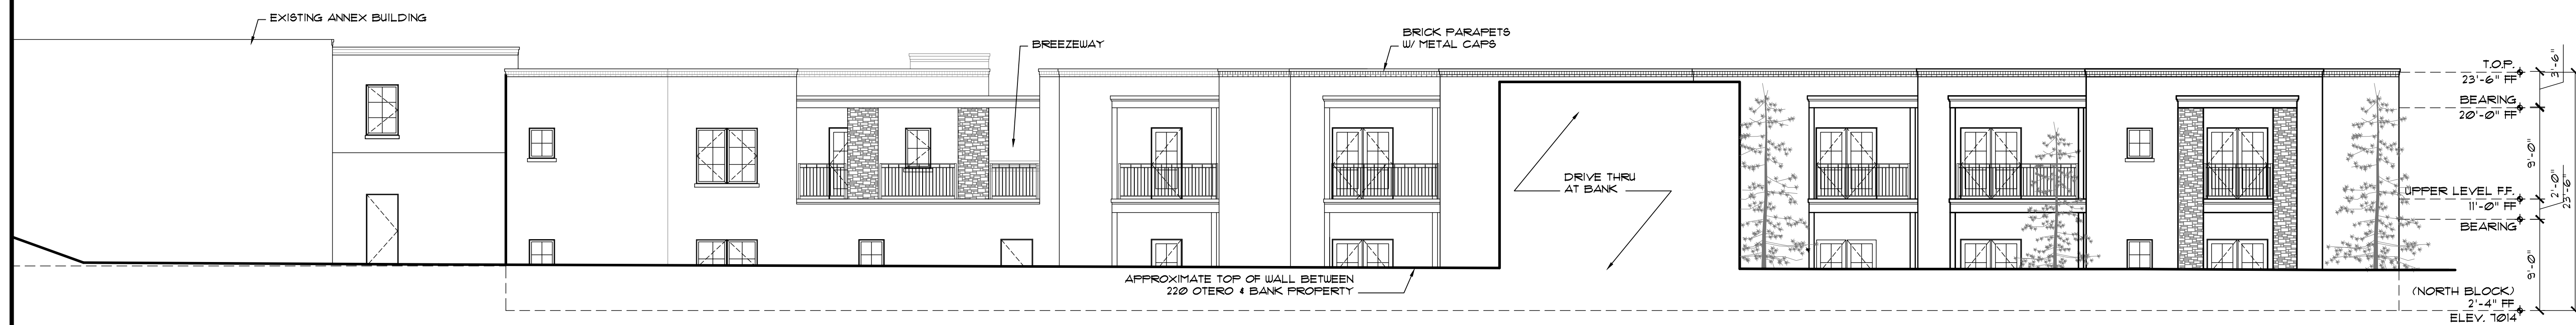 EXISTING ANNEX BUILDING
BREEZEWAY
BRICK PARAPETS
W/ METAL CAPS
DRIVE THRU
AT BANK
APPROXIMATE TOP OF WALL BETWEEN
220 OTERO & BANK PROPERTY
T.O.P.
23'-6" FF
BEARING
20'-0" FF
UPPER LEVEL F.F.
11'-0" FF
BEARING
(NORTH BLOCK)
2'-4" FF
ELEV. 7014'
3'-6"
9'-0"
2'-0"
23'-6"
9'-0"